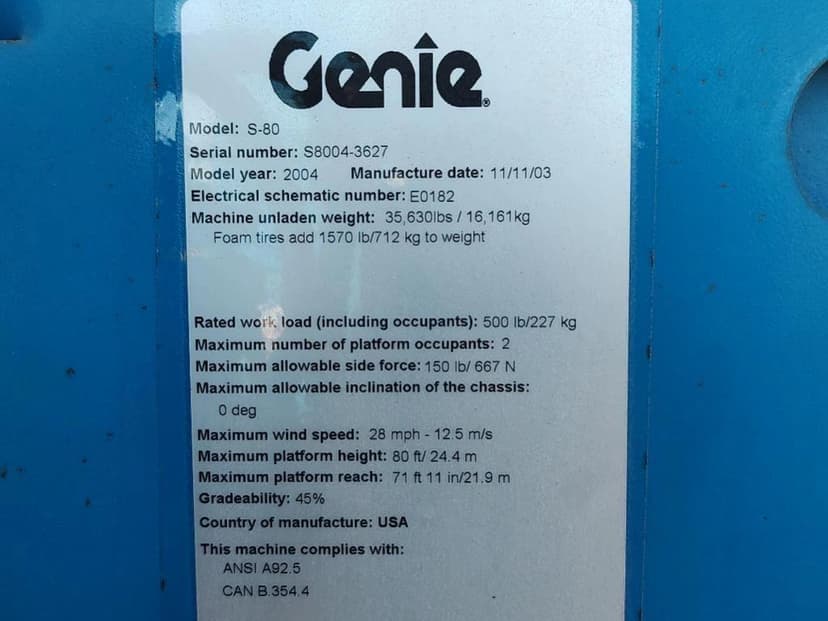 Genie®
Model: S-80
Serial number: S8004-3627
Model year: 2004 Manufacture date: 11/11/03
Electrical schematic number: E0182
Machine unladen weight: 35,630lbs / 16,161kg
Foam tires add 1570 lb/712 kg to weight
Rated work load (including occupants): 500 lb/227 kg
Maximum number of platform occupants: 2
Maximum allowable side force: 150 lb/ 667 N
Maximum allowable inclination of the chassis:
0 deg
Maximum wind speed: 28 mph - 12.5 m/s
Maximum platform height: 80 ft/ 24.4 m
Maximum platform reach: 71 ft 11 in/21.9 m
Gradeability: 45%
Country of manufacture: USA
This machine complies with:
ANSI A92.5
CAN B.354.4